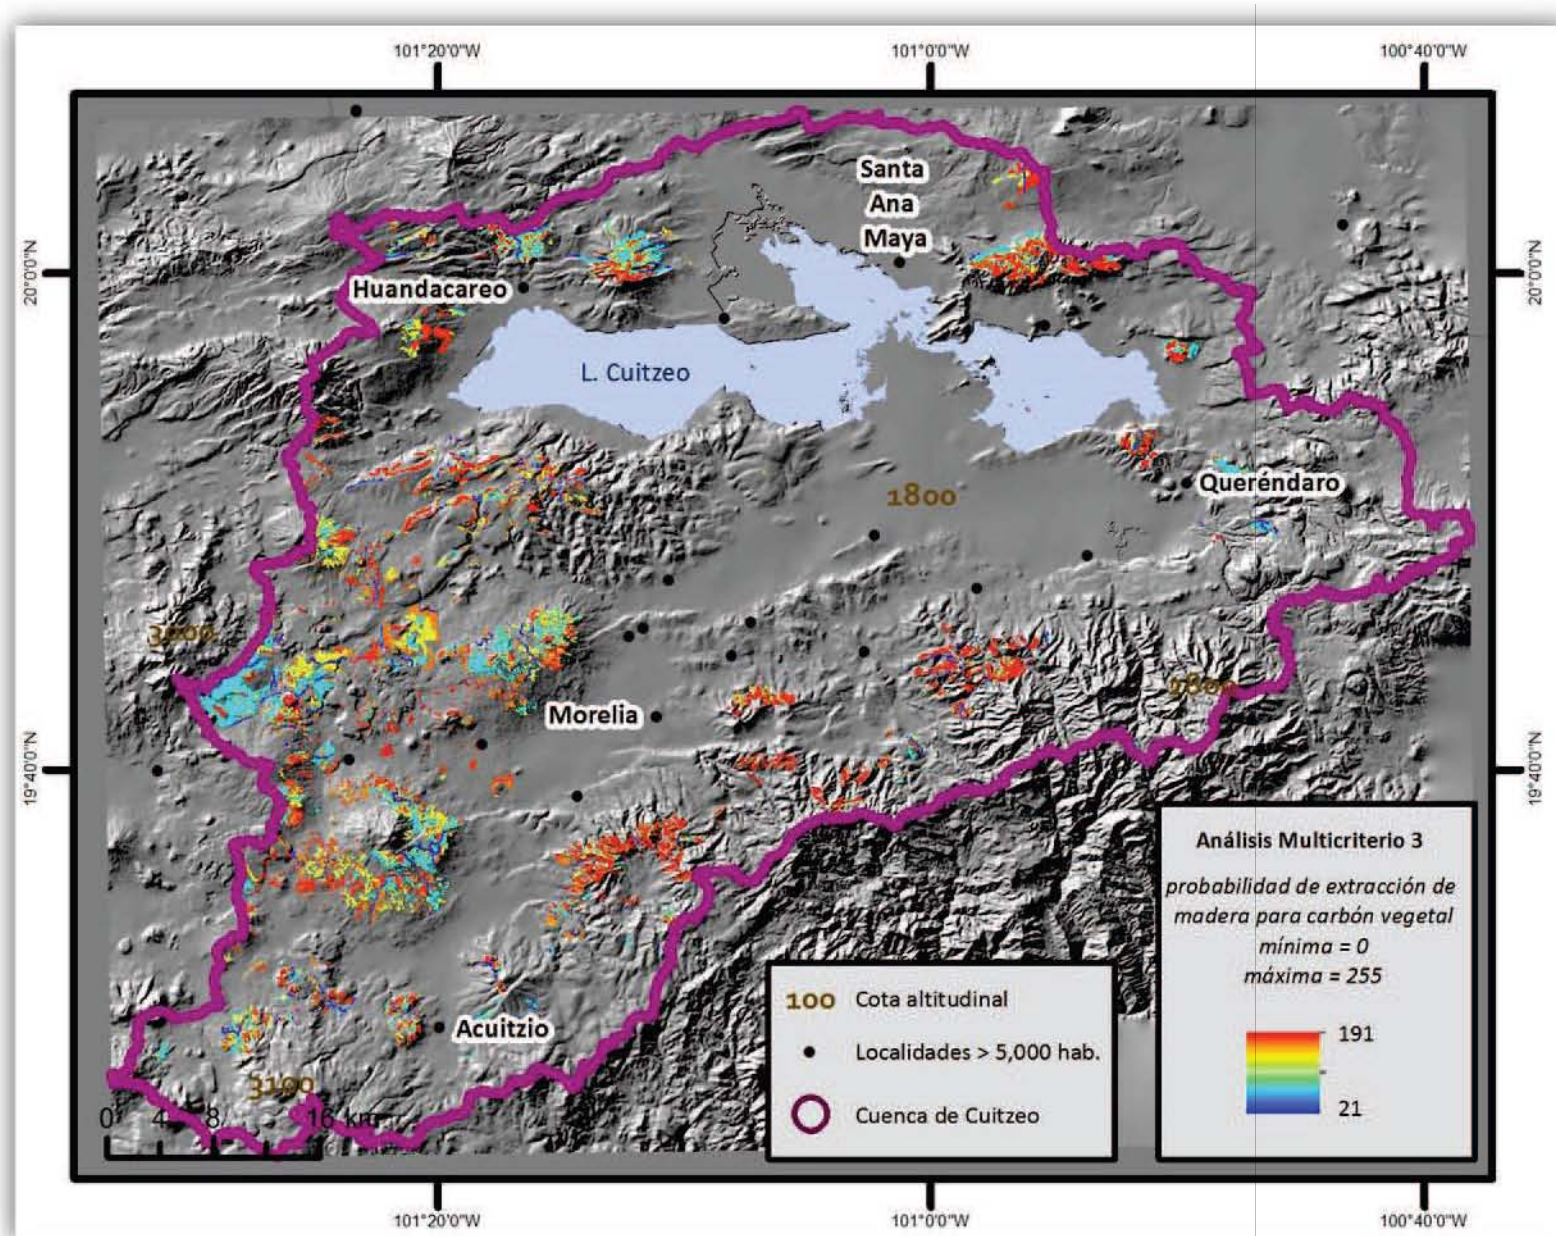 101°20'0"W
101°0'0"W
100°40'0"W
20°0'0"N
20°0'0"N
Santa
Ana
Maya
Huandacareo
L. Cuitzeo
Queréndaro
1800
3000
Morelia
2800
19°40'0"N
19°40'0"N
Análisis Multicriterio 3
probabilidad de extracción de
madera para carbón vegetal
mínima = 0
máxima = 255
191
21
100 Cota altitudinal
Localidades > 5,000 hab.
Cuenca de Cuitzeo
Acuitzio
3100
0 4 8 16 km
101°20'0"W
101°0'0"W
100°40'0"W